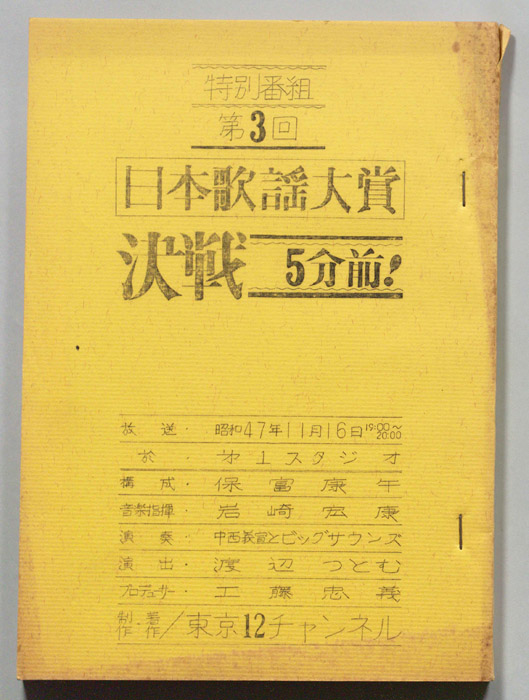 特別番組
第3回
日本歌謡大賞
決戦 5分前!
放送・昭和47年11月16日19:00～20:00
於・第1スタジオ
構成・保富康午
音楽指揮・岩崎宏康
演奏・中西義宣とビッグサウンズ
演出・渡辺つとむ
プロデューサー・工藤忠義
制作・著作/東京12チャンネル